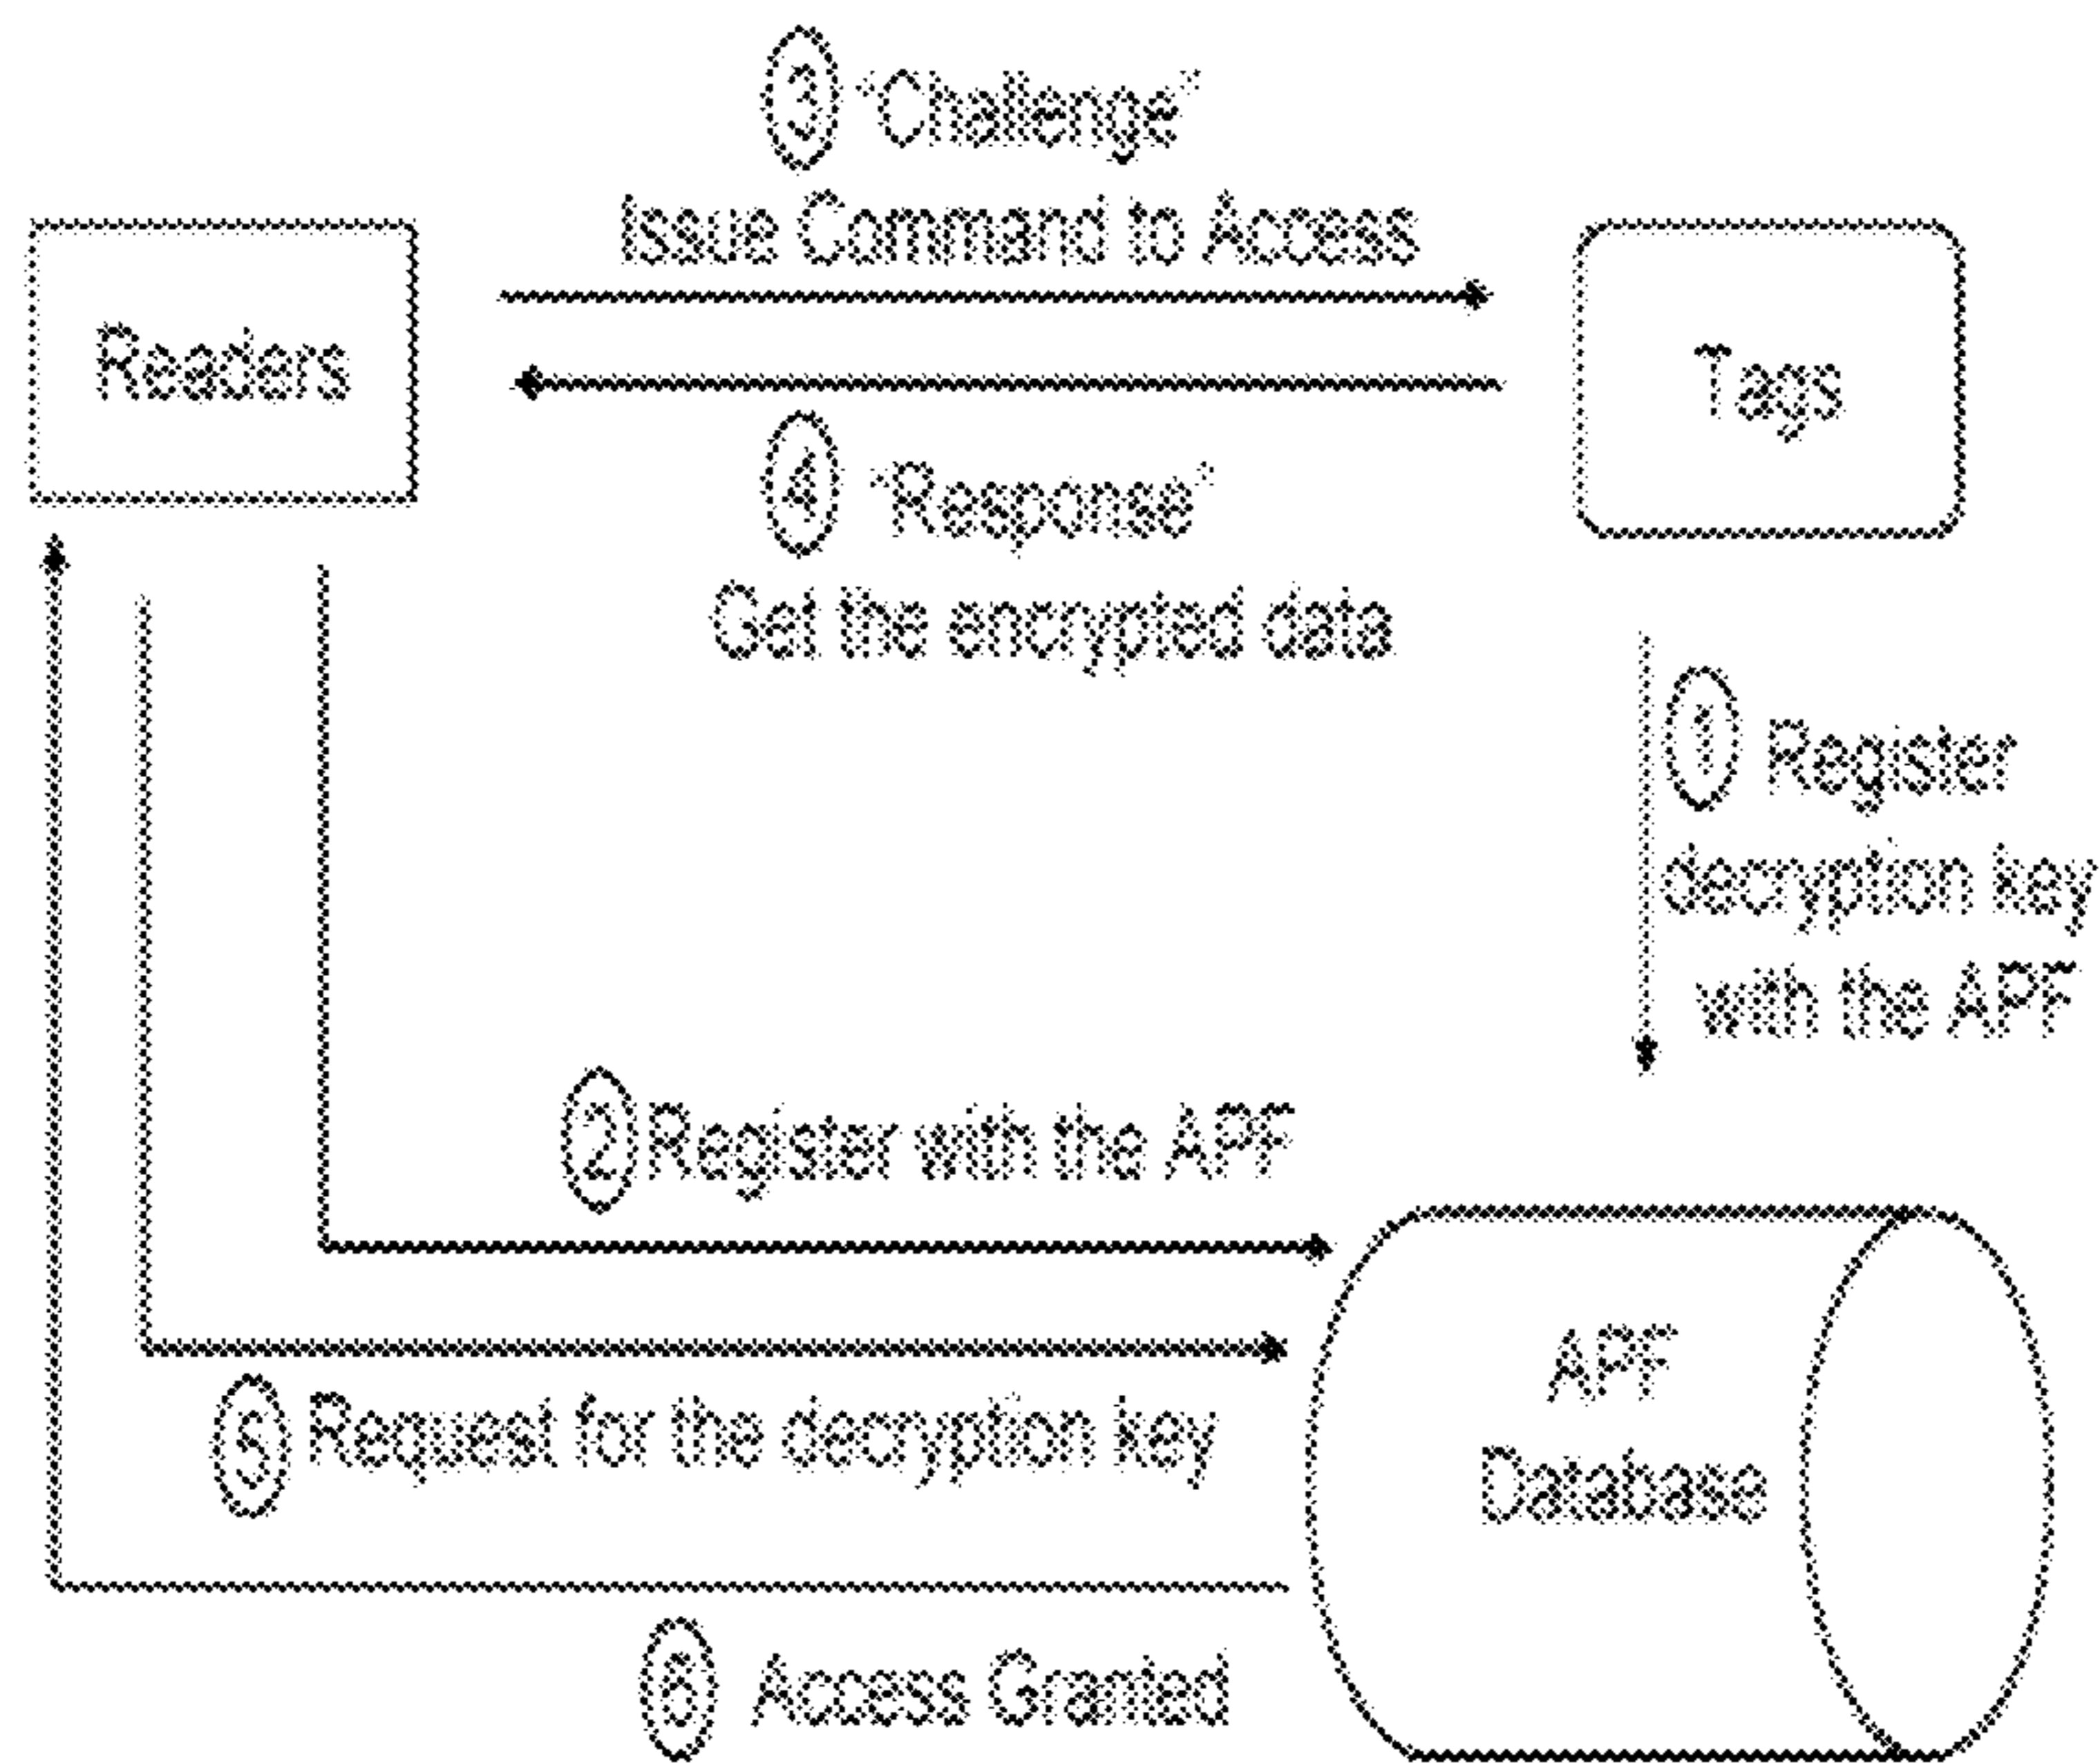 ③ "Challenge"
Issue Command to Access
Readers
Tags
④ "Response"
Get the encrypted data
① Register
decryption key
with the APF
② Register with the APF
APF
Database
⑤ Request for the decryption key
⑥ Access Granted